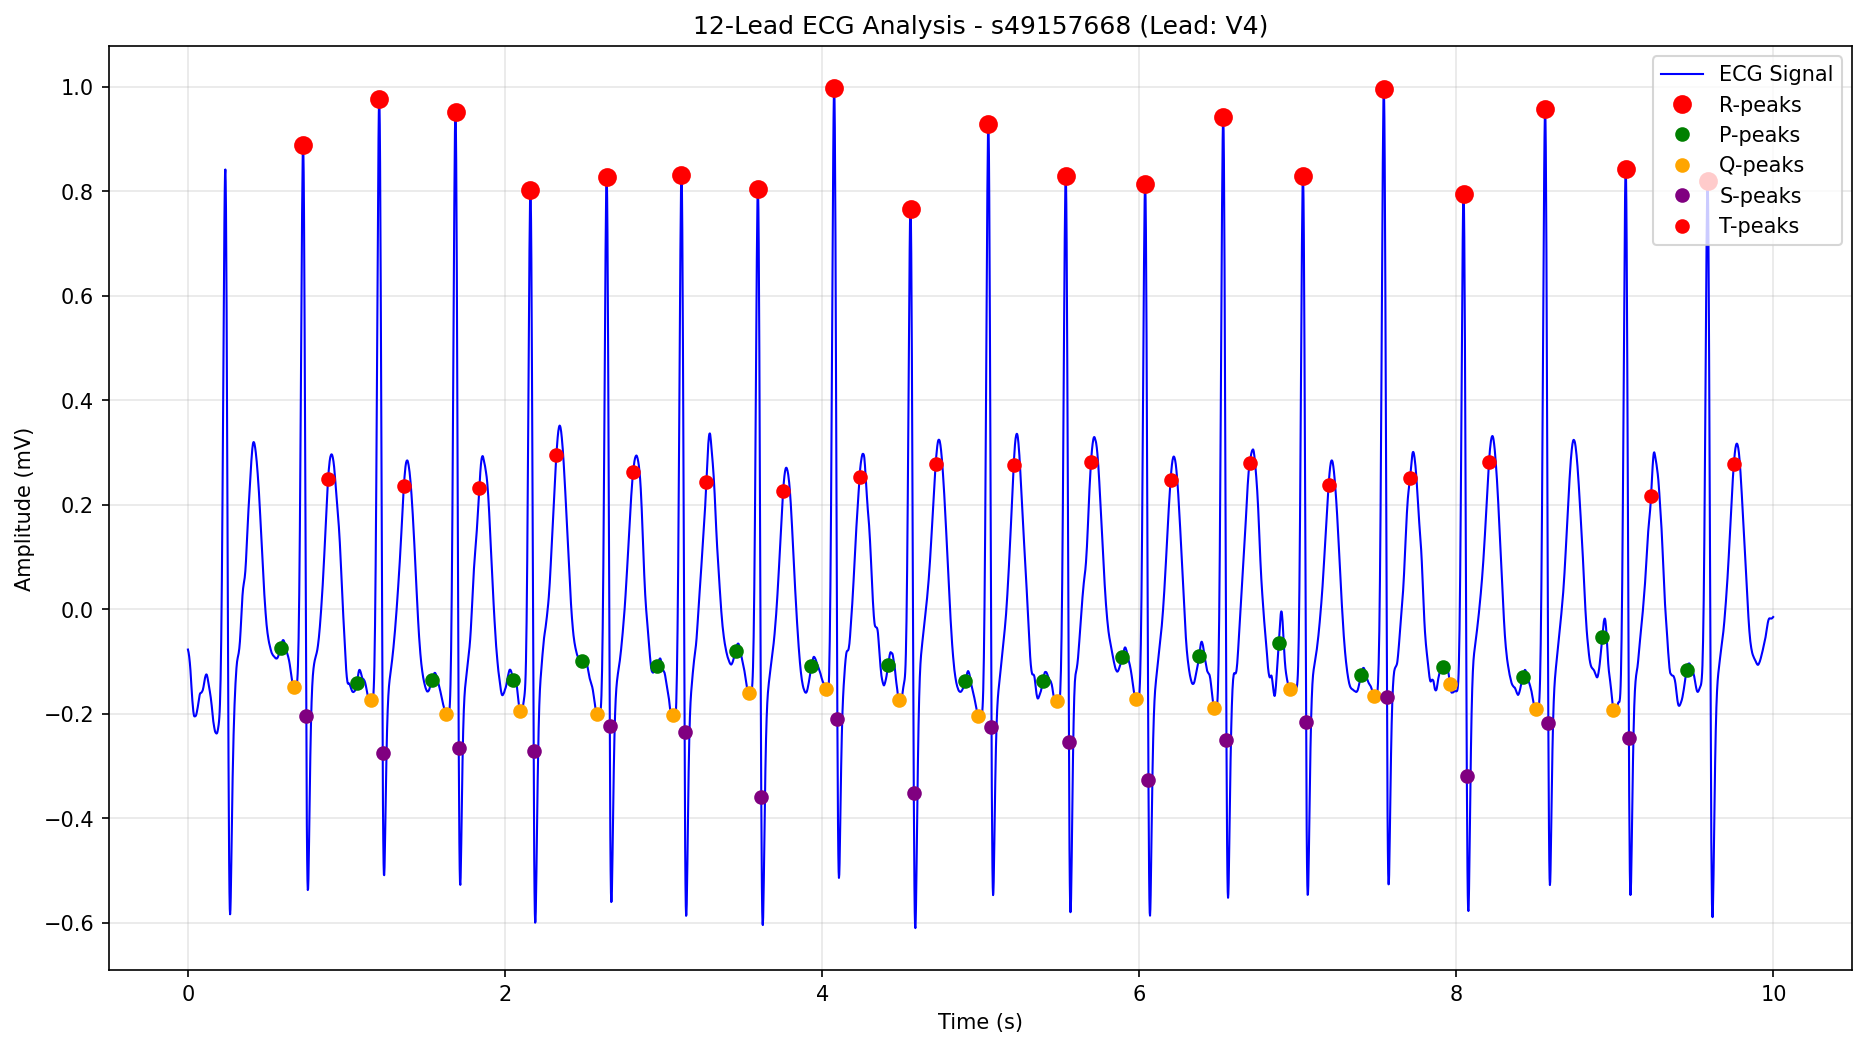 12-Lead ECG Analysis - s49157668 (Lead: V4)
ECG Signal
R-peaks
P-peaks
Q-peaks
S-peaks
T-peaks
1.0
0.8
0.6
0.4
0.2
0.0
−0.2
−0.4
−0.6
Amplitude (mV)
0 2 4 6 8 10
Time (s)